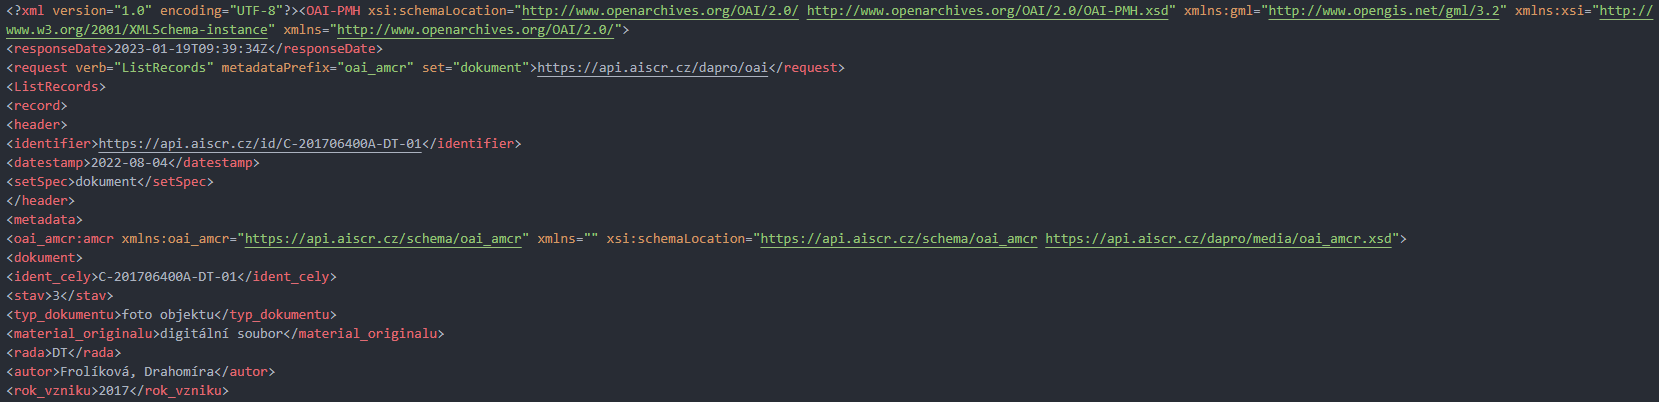 <?xml version="1.0" encoding="UTF-8"?><OAI-PMH xsi:schemaLocation="http://www.openarchives.org/OAI/2.0/ http://www.openarchives.org/OAI/2.0/OAI-PMH.xsd" xmlns:gml="http://www.opengis.net/gml/3.2" xmlns:xsi="http://
www.w3.org/2001/XMLSchema-instance" xmlns="http://www.openarchives.org/OAI/2.0/">
<responseDate>2023-01-19T09:39:34Z</responseDate>
<request verb="ListRecords" metadataPrefix="oai_amcr" set="dokument">https://api.aiscr.cz/dapro/oai</request>
<ListRecords>
<record>
<header>
<identifier>https://api.aiscr.cz/id/C-201706400A-DT-01</identifier>
<datestamp>2022-08-04</datestamp>
<setSpec>dokument</setSpec>
</header>
<metadata>
<oai_amcr:amcr xmlns:oai_amcr="https://api.aiscr.cz/schema/oai_amcr" xmlns="" xsi:schemaLocation="https://api.aiscr.cz/schema/oai_amcr https://api.aiscr.cz/dapro/media/oai_amcr.xsd">
<dokument>
<ident_cely>C-201706400A-DT-01</ident_cely>
<stav>3</stav>
<typ_dokumentu>foto objektu</typ_dokumentu>
<material_originalu>digitální soubor</material_originalu>
<rada>DT</rada>
<autor>Frolíková, Drahomíra</autor>
<rok_vzniku>2017</rok_vzniku>